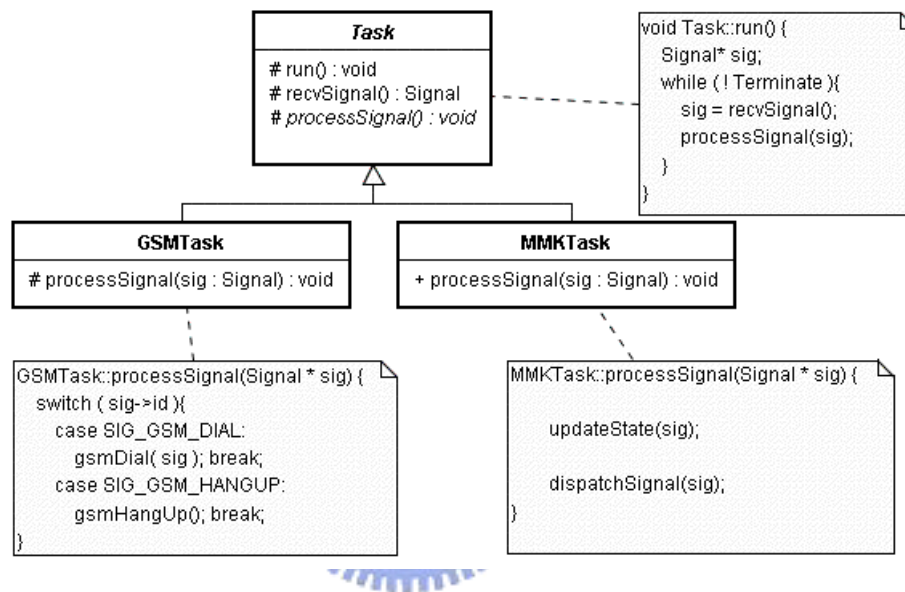 Task
# run() : void
# recvSignal() : Signal
# processSignal() : void
void Task::run() {
Signal* sig;
while ( ! Terminate ){
sig = recvSignal();
processSignal(sig);
}
}
GSMTask
# processSignal(sig : Signal) : void
MMKTask
+ processSignal(sig : Signal) : void
GSMTask::processSignal(Signal * sig) {
switch ( sig->id ){
case SIG_GSM_DIAL:
gsmDial( sig ); break;
case SIG_GSM_HANGUP:
gsmHangUp(); break;
}
MMKTask::processSignal(Signal * sig) {
updateState(sig);
dispatchSignal(sig);
}